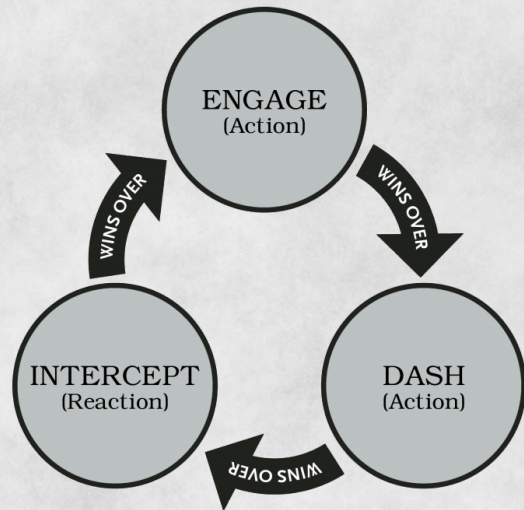 ENGAGE
(Action)
WINS OVER
WINS OVER
INTERCEPT
(Reaction)
DASH
(Action)
WINS OVER